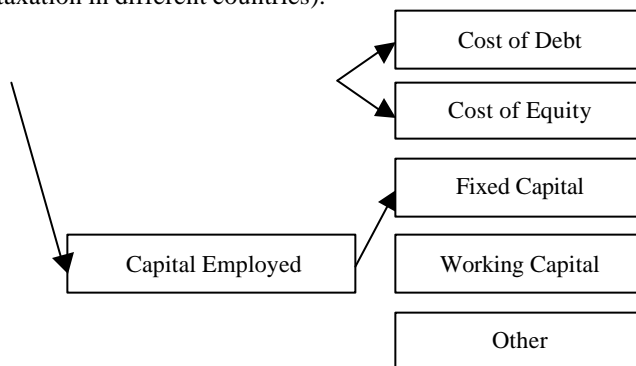 taxation in different countries).
Cost of Debt
Cost of Equity
Fixed Capital
Capital Employed
Working Capital
Other